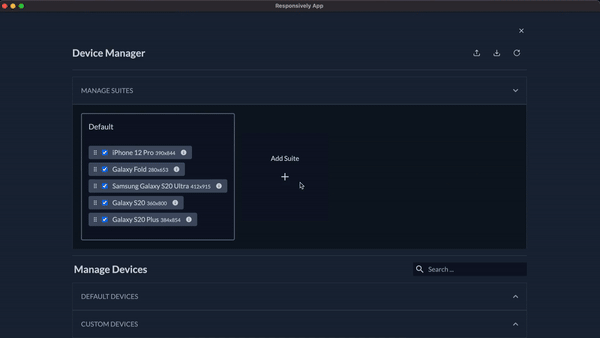 Responsively App
Device Manager
MANAGE SUITES
Default
iPhone 12 Pro 390x844
Galaxy Fold 280x653
Samsung Galaxy S20 Ultra 412x915
Galaxy S20 360x800
Galaxy S20 Plus 384x854
Add Suite
Manage Devices
Search ...
DEFAULT DEVICES
CUSTOM DEVICES